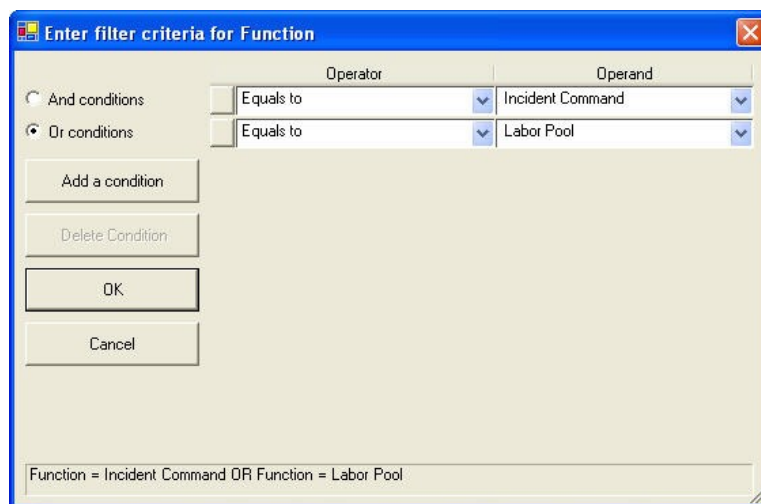 Enter filter criteria for Function
Operator Operand
And conditions Equals to Incident Command
Or conditions Equals to Labor Pool
Add a condition
Delete Condition
OK
Cancel
Function = Incident Command OR Function = Labor Pool